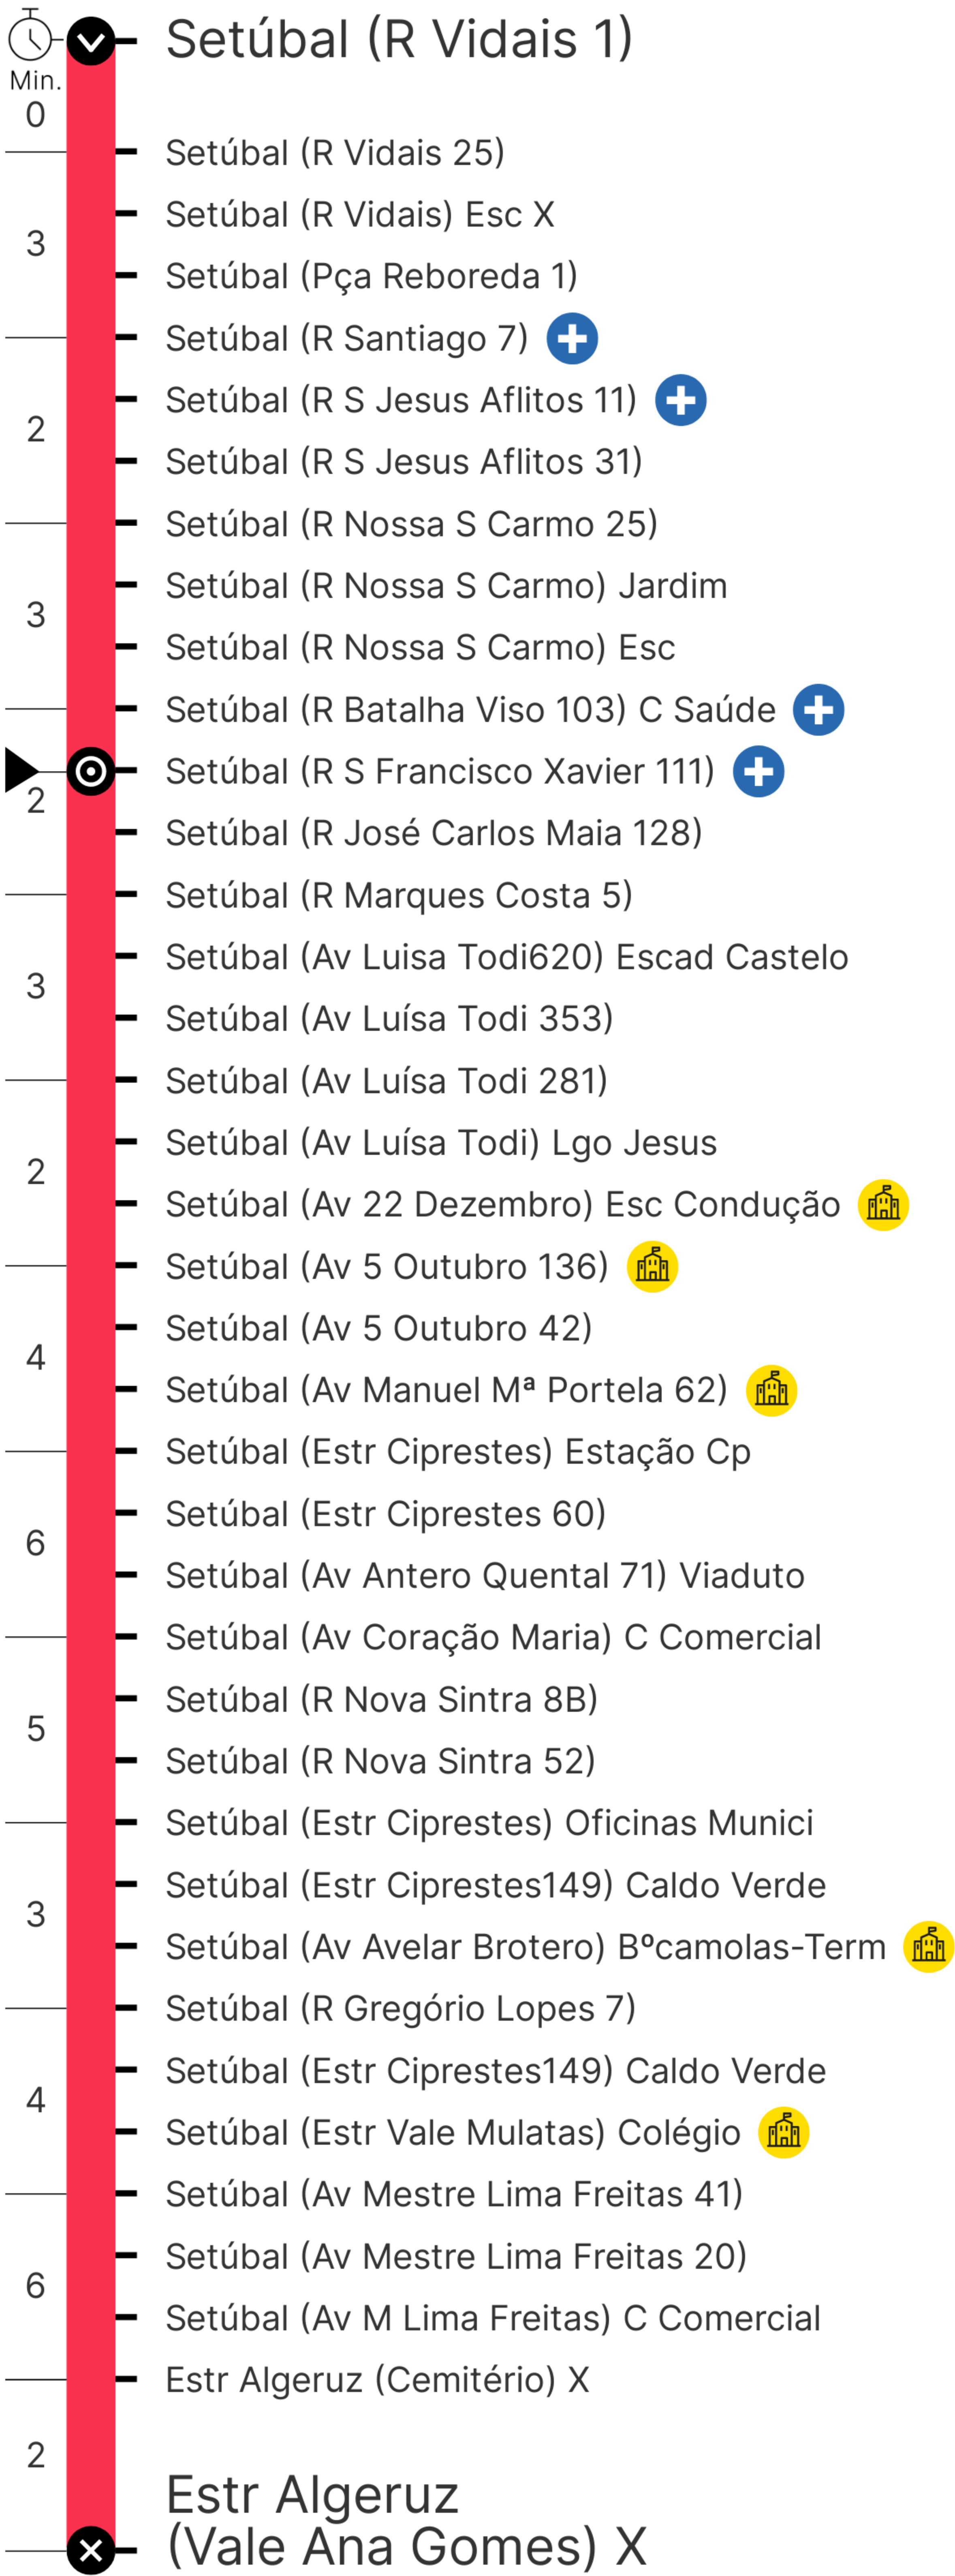 Setúbal (R Vidais 1)
Min.
0
Setúbal (R Vidais 25)
Setúbal (R Vidais) Esc X
3
Setúbal (Pça Reboreda 1)
Setúbal (R Santiago 7)
Setúbal (R S Jesus Aflitos 11)
2
Setúbal (R S Jesus Aflitos 31)
Setúbal (R Nossa S Carmo 25)
Setúbal (R Nossa S Carmo) Jardim
3
Setúbal (R Nossa S Carmo) Esc
Setúbal (R Batalha Viso 103) C Saúde
Setúbal (R S Francisco Xavier 111)
2
Setúbal (R José Carlos Maia 128)
Setúbal (R Marques Costa 5)
Setúbal (Av Luisa Todi620) Escad Castelo
3
Setúbal (Av Luísa Todi 353)
Setúbal (Av Luísa Todi 281)
Setúbal (Av Luísa Todi) Lgo Jesus
2
Setúbal (Av 22 Dezembro) Esc Condução
Setúbal (Av 5 Outubro 136)
Setúbal (Av 5 Outubro 42)
4
Setúbal (Av Manuel Mª Portela 62)
Setúbal (Estr Ciprestes) Estação Cp
Setúbal (Estr Ciprestes 60)
6
Setúbal (Av Antero Quental 71) Viaduto
Setúbal (Av Coração Maria) C Comercial
Setúbal (R Nova Sintra 8B)
5
Setúbal (R Nova Sintra 52)
Setúbal (Estr Ciprestes) Oficinas Munici
Setúbal (Estr Ciprestes149) Caldo Verde
3
Setúbal (Av Avelar Brotero) Bºcamolas-Term
Setúbal (R Gregório Lopes 7)
Setúbal (Estr Ciprestes149) Caldo Verde
4
Setúbal (Estr Vale Mulatas) Colégio
Setúbal (Av Mestre Lima Freitas 41)
Setúbal (Av Mestre Lima Freitas 20)
6
Setúbal (Av M Lima Freitas) C Comercial
Estr Algeruz (Cemitério) X
2
Estr Algeruz
(Vale Ana Gomes) X